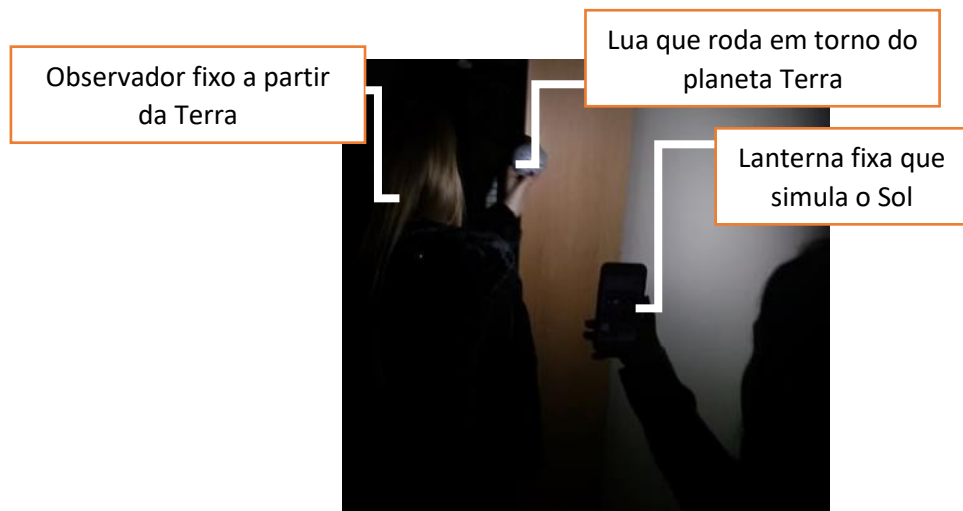 Observador fixo a partir
da Terra
Lua que roda em torno do
planeta Terra
Lanterna fixa que
simula o Sol